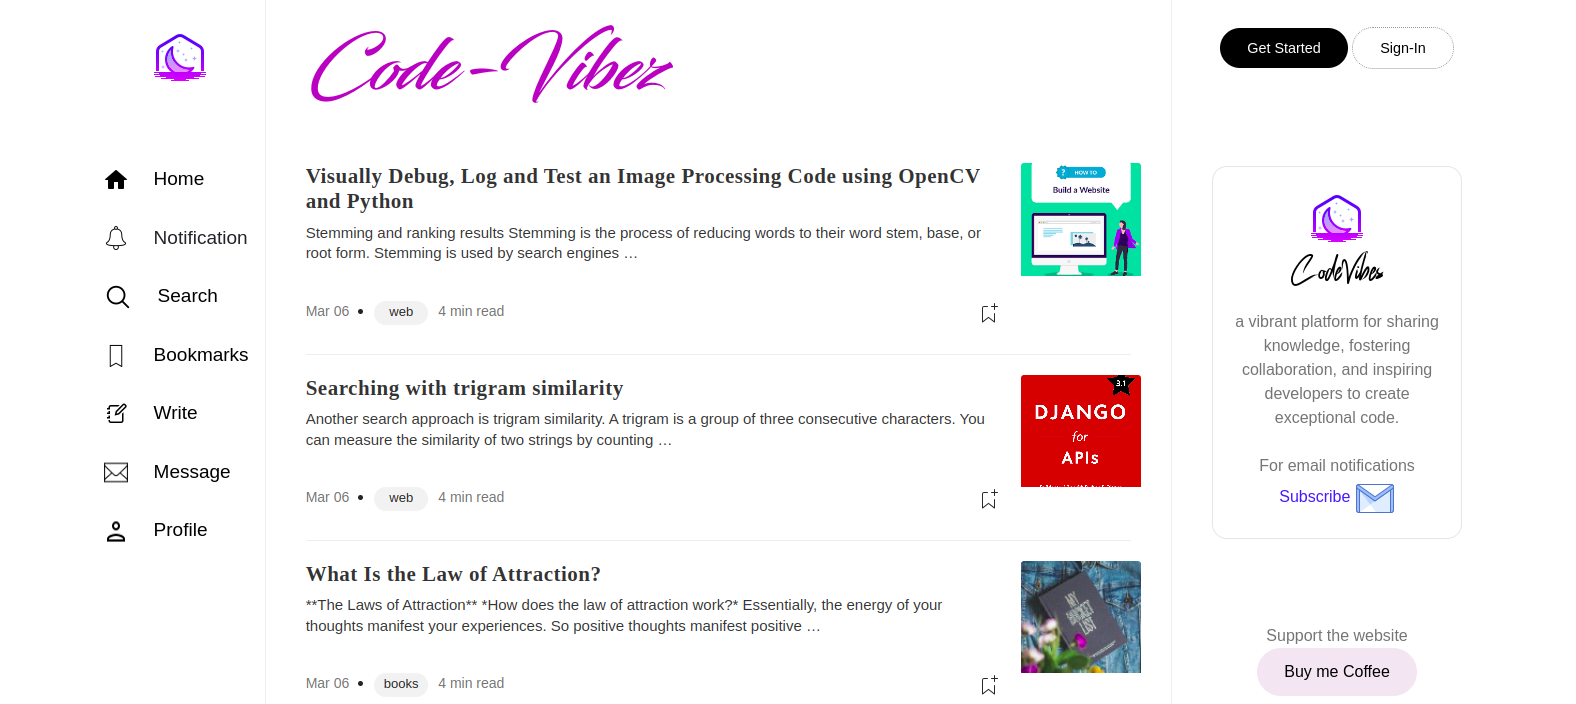 Code-Vibez
Get Started
Sign-In
Home
Notification
Search
Bookmarks
Write
Message
Profile
Visually Debug, Log and Test an Image Processing Code using OpenCV
and Python
Stemming and ranking results Stemming is the process of reducing words to their word stem, base, or
root form. Stemming is used by search engines …
Mar 06 • web 4 min read
? HOW TO
Build a Website
Searching with trigram similarity
Another search approach is trigram similarity. A trigram is a group of three consecutive characters. You
can measure the similarity of two strings by counting …
Mar 06 • web 4 min read
3.1
DJANGO
for
APIs
What Is the Law of Attraction?
**The Laws of Attraction** *How does the law of attraction work?* Essentially, the energy of your
thoughts manifest your experiences. So positive thoughts manifest positive …
Mar 06 • books 4 min read
MY
LIST
CodeVibes
a vibrant platform for sharing
knowledge, fostering
collaboration, and inspiring
developers to create
exceptional code.
For email notifications
Subscribe
Support the website
Buy me Coffee